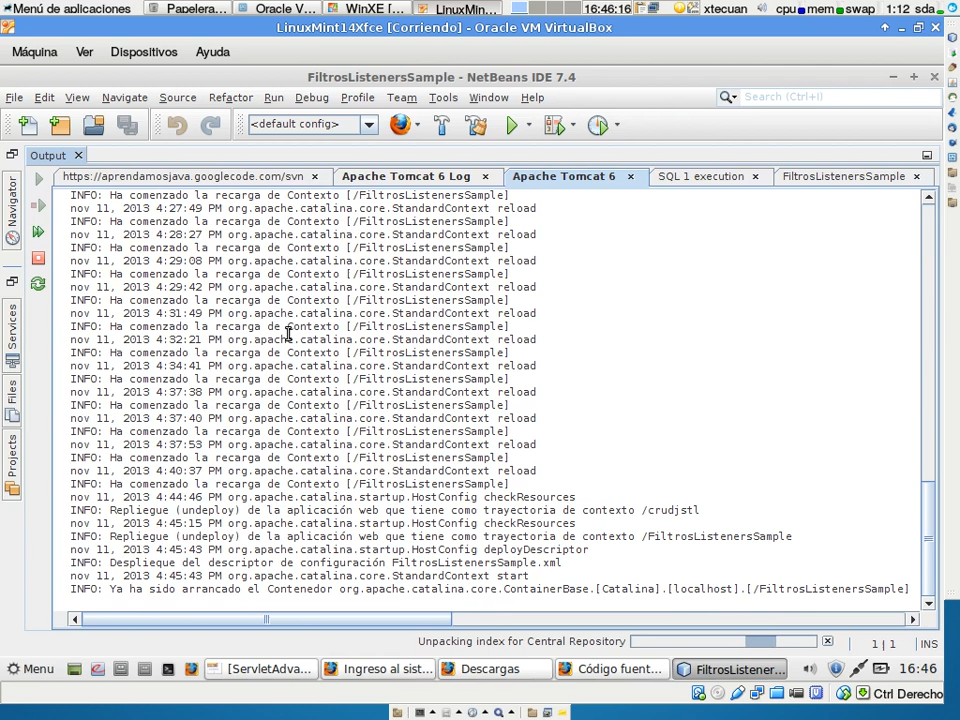 Menú de aplicaciones
Papelera...
Oracle V...
WinXE [...
LinuxMin...
16:46:16
xtecuan
cpu mem swap
1:12 sda
LinuxMint14Xfce [Corriendo] - Oracle VM VirtualBox
Máquina Ver Dispositivos Ayuda
FiltrosListenersSample - NetBeans IDE 7.4
File Edit View Navigate Source Refactor Run Debug Profile Team Tools Window Help
Search (Ctrl+I)
<default config>
Output
https://aprendamosjava.googlecode.com/svn
Apache Tomcat 6 Log
Apache Tomcat 6
SQL 1 execution
FiltrosListenersSample
Navigator
Services
Files
Projects
INFO: Ha comenzado la recarga de Contexto [/FiltrosListenersSample]
nov 11, 2013 4:27:49 PM org.apache.catalina.core.StandardContext reload
INFO: Ha comenzado la recarga de Contexto [/FiltrosListenersSample]
nov 11, 2013 4:28:27 PM org.apache.catalina.core.StandardContext reload
INFO: Ha comenzado la recarga de Contexto [/FiltrosListenersSample]
nov 11, 2013 4:29:08 PM org.apache.catalina.core.StandardContext reload
INFO: Ha comenzado la recarga de Contexto [/FiltrosListenersSample]
nov 11, 2013 4:29:42 PM org.apache.catalina.core.StandardContext reload
INFO: Ha comenzado la recarga de Contexto [/FiltrosListenersSample]
nov 11, 2013 4:31:49 PM org.apache.catalina.core.StandardContext reload
INFO: Ha comenzado la recarga de Contexto [/FiltrosListenersSample]
nov 11, 2013 4:32:21 PM org.apache.catalina.core.StandardContext reload
INFO: Ha comenzado la recarga de Contexto [/FiltrosListenersSample]
nov 11, 2013 4:34:41 PM org.apache.catalina.core.StandardContext reload
INFO: Ha comenzado la recarga de Contexto [/FiltrosListenersSample]
nov 11, 2013 4:37:38 PM org.apache.catalina.core.StandardContext reload
INFO: Ha comenzado la recarga de Contexto [/FiltrosListenersSample]
nov 11, 2013 4:37:40 PM org.apache.catalina.core.StandardContext reload
INFO: Ha comenzado la recarga de Contexto [/FiltrosListenersSample]
nov 11, 2013 4:37:53 PM org.apache.catalina.core.StandardContext reload
INFO: Ha comenzado la recarga de Contexto [/FiltrosListenersSample]
nov 11, 2013 4:40:37 PM org.apache.catalina.core.StandardContext reload
INFO: Ha comenzado la recarga de Contexto [/FiltrosListenersSample]
nov 11, 2013 4:44:46 PM org.apache.catalina.startup.HostConfig checkResources
INFO: Repliegue (undeploy) de la aplicación web que tiene como trayectoria de contexto /crudjstl
nov 11, 2013 4:45:15 PM org.apache.catalina.startup.HostConfig checkResources
INFO: Repliegue (undeploy) de la aplicación web que tiene como trayectoria de contexto /FiltrosListenersSample
nov 11, 2013 4:45:43 PM org.apache.catalina.startup.HostConfig deployDescriptor
INFO: Despliegue del descriptor de configuración FiltrosListenersSample.xml
nov 11, 2013 4:45:43 PM org.apache.catalina.core.StandardContext start
INFO: Ya ha sido arrancado el Contenedor org.apache.catalina.core.ContainerBase.[Catalina].[localhost].[/FiltrosListenersSample]
Unpacking index for Central Repository
1 | 1
INS
Menu
[ServletAdva...
Ingreso al sist...
Descargas
Código fuent...
FiltrosListener...
16:46
Ctrl Derecho